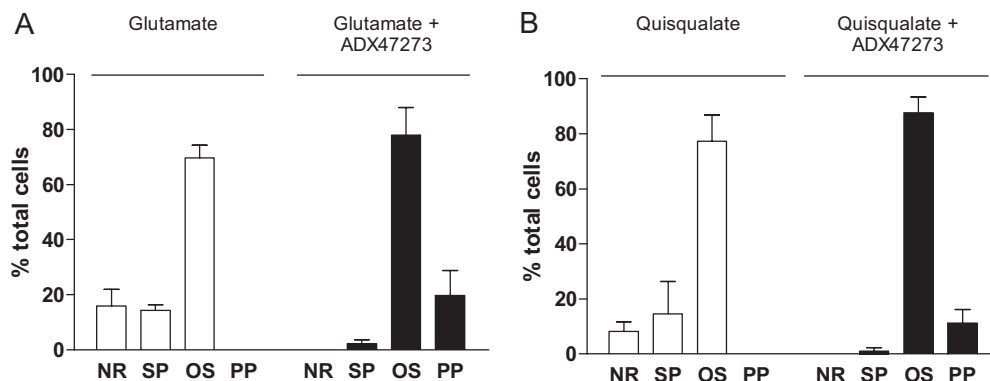 A
Glutamate
Glutamate +
ADX47273
% total cells
100
80
60
40
20
0
NR SP OS PP NR SP OS PP
B
Quisqualate
Quisqualate +
ADX47273
% total cells
100
80
60
40
20
0
NR SP OS PP NR SP OS PP